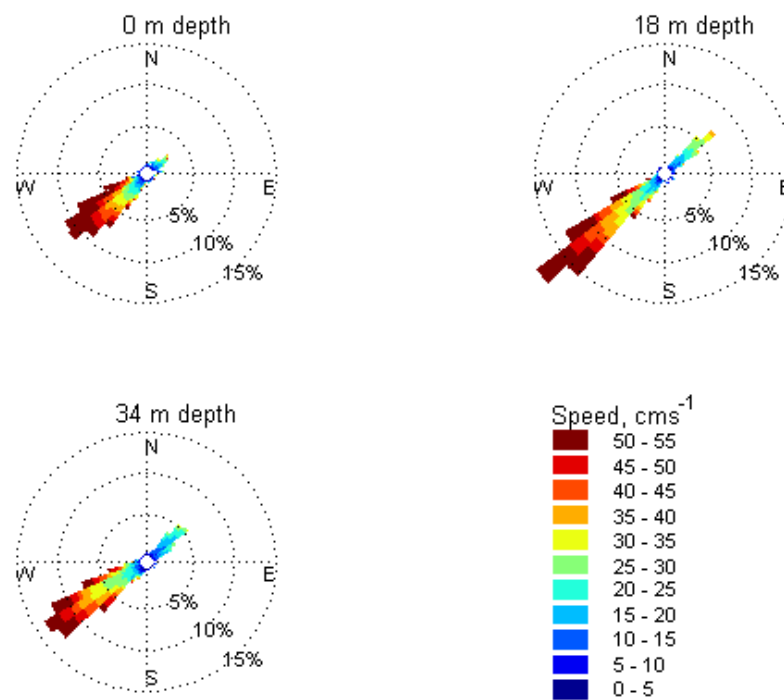 0 m depth
N
W
E
S
5%
10%
15%
18 m depth
N
W
E
S
5%
10%
15%
34 m depth
N
W
E
S
5%
10%
15%
Speed, cms⁻¹
50 - 55
45 - 50
40 - 45
35 - 40
30 - 35
25 - 30
20 - 25
15 - 20
10 - 15
5 - 10
0 - 5